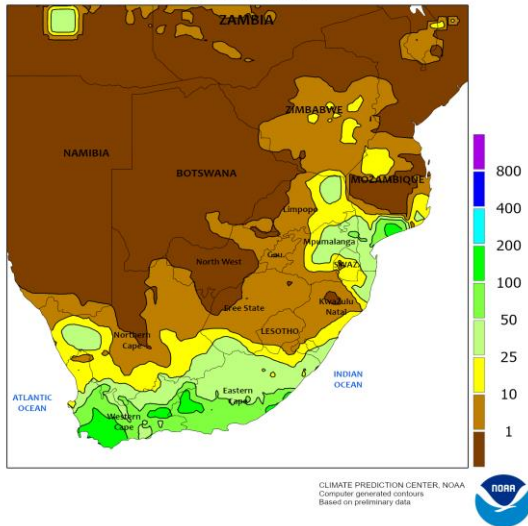 ZAMBIA
ZIMBABWE
NAMIBIA
BOTSWANA
MOZAMBIQUE
Limpopo
Mpumalanga
North West
Gau.
SWAZ.
Free State
KwaZulu
Natal
LESOTHO
Northern
Cape
INDIAN
OCEAN
Eastern
Cape
ATLANTIC
OCEAN
Western
Cape
800
400
200
100
50
25
10
1
CLIMATE PREDICTION CENTER, NOAA
Computer generated contours
Based on preliminary data
NOAA